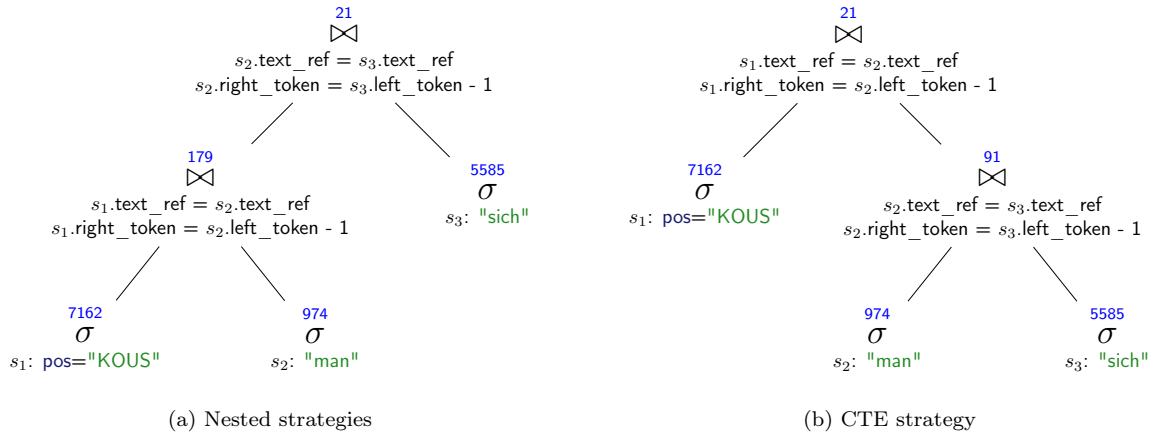 21
⋈
s₂.text_ref = s₃.text_ref
s₂.right_token = s₃.left_token - 1
179
⋈
s₁.text_ref = s₂.text_ref
s₁.right_token = s₂.left_token - 1
5585
σ
s₃: "sich"
7162
σ
s₁: pos="KOUS"
974
σ
s₂: "man"
(a) Nested strategies
21
⋈
s₁.text_ref = s₂.text_ref
s₁.right_token = s₂.left_token - 1
7162
σ
s₁: pos="KOUS"
91
⋈
s₂.text_ref = s₃.text_ref
s₂.right_token = s₃.left_token - 1
974
σ
s₂: "man"
5585
σ
s₃: "sich"
(b) CTE strategy